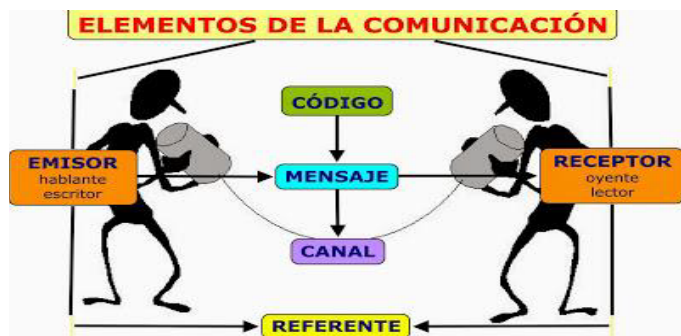 ELEMENTOS DE LA COMUNICACIÓN
CÓDIGO
EMISOR
hablante
escritor
MENSAJE
RECEPTOR
oyente
lector
CANAL
REFERENTE